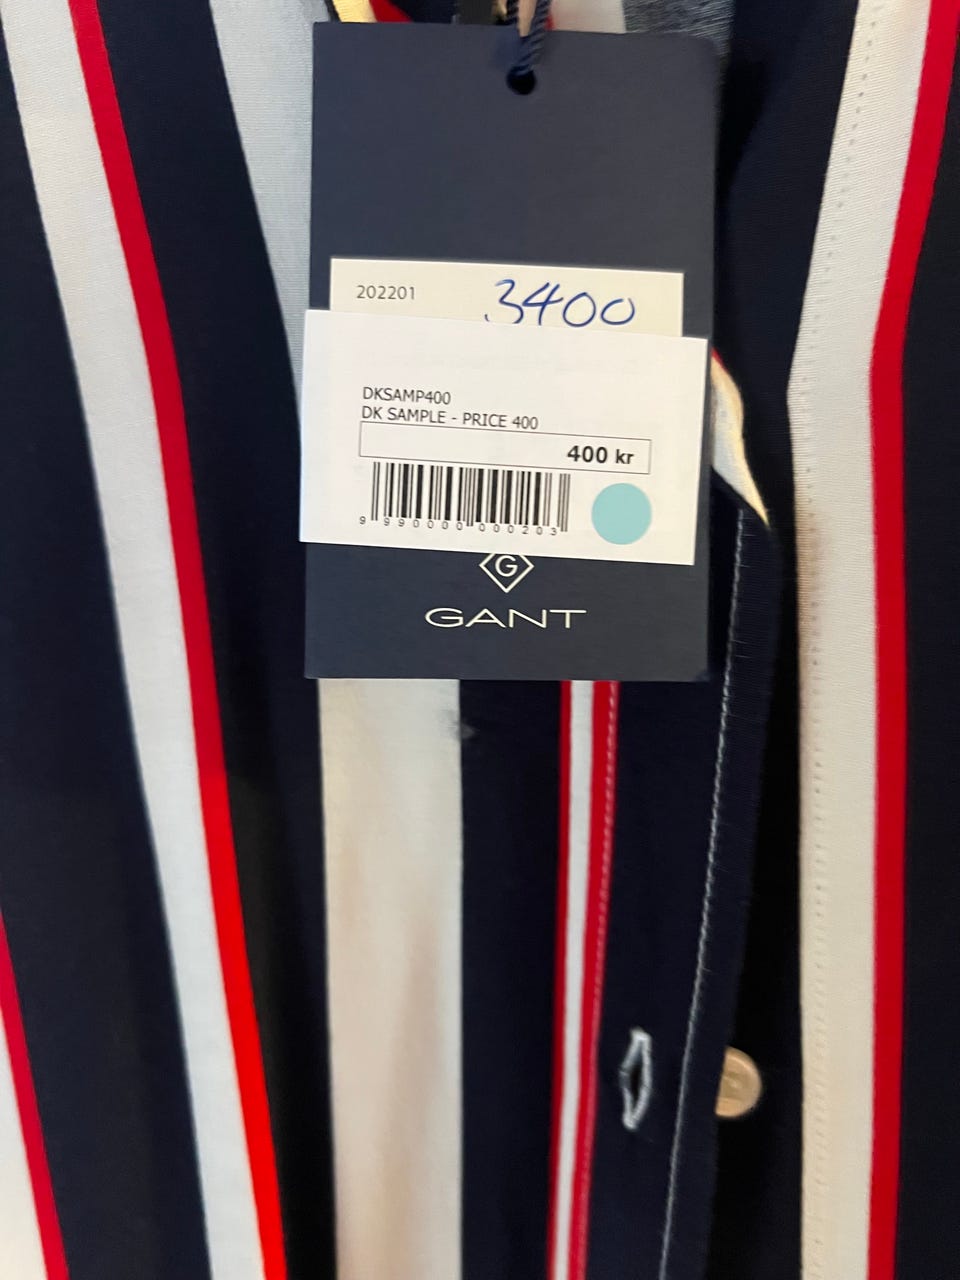 202201 3400
DKSAMP400
DK SAMPLE - PRICE 400
400 kr
9 990000 000203
G
GANT